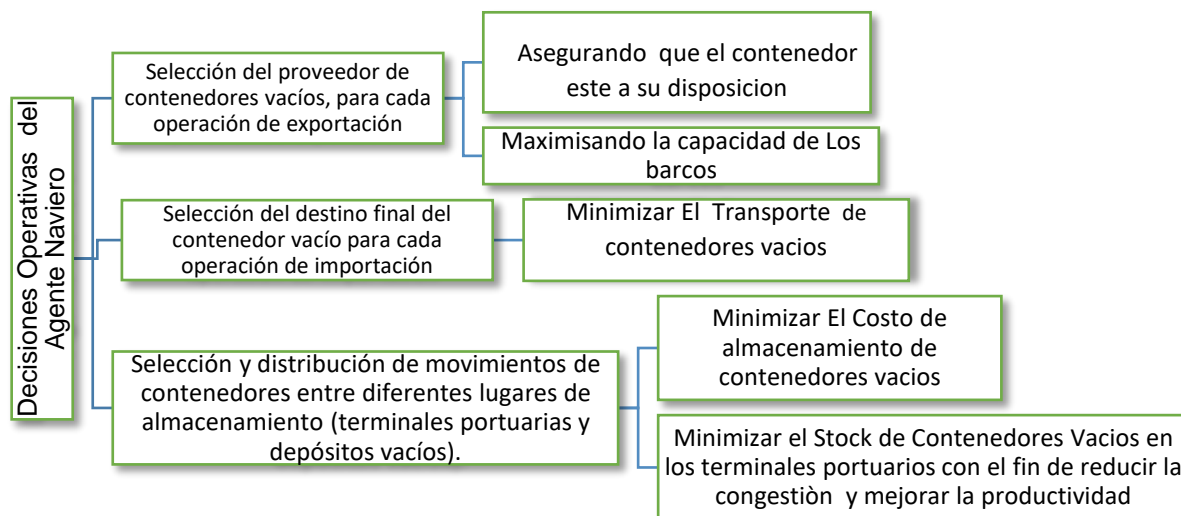 Decisiones Operativas del
Agente Naviero
Selección del proveedor de
contenedores vacíos, para cada
operación de exportación
Asegurando que el contenedor
este a su disposicion
Maximisando la capacidad de Los
barcos
Selección del destino final del
contenedor vacío para cada
operación de importación
Minimizar El Transporte de
contenedores vacios
Selección y distribución de movimientos de
contenedores entre diferentes lugares de
almacenamiento (terminales portuarias y
depósitos vacíos).
Minimizar El Costo de
almacenamiento de
contenedores vacios
Minimizar el Stock de Contenedores Vacios en
los terminales portuarios con el fin de reducir la
congestiòn y mejorar la productividad